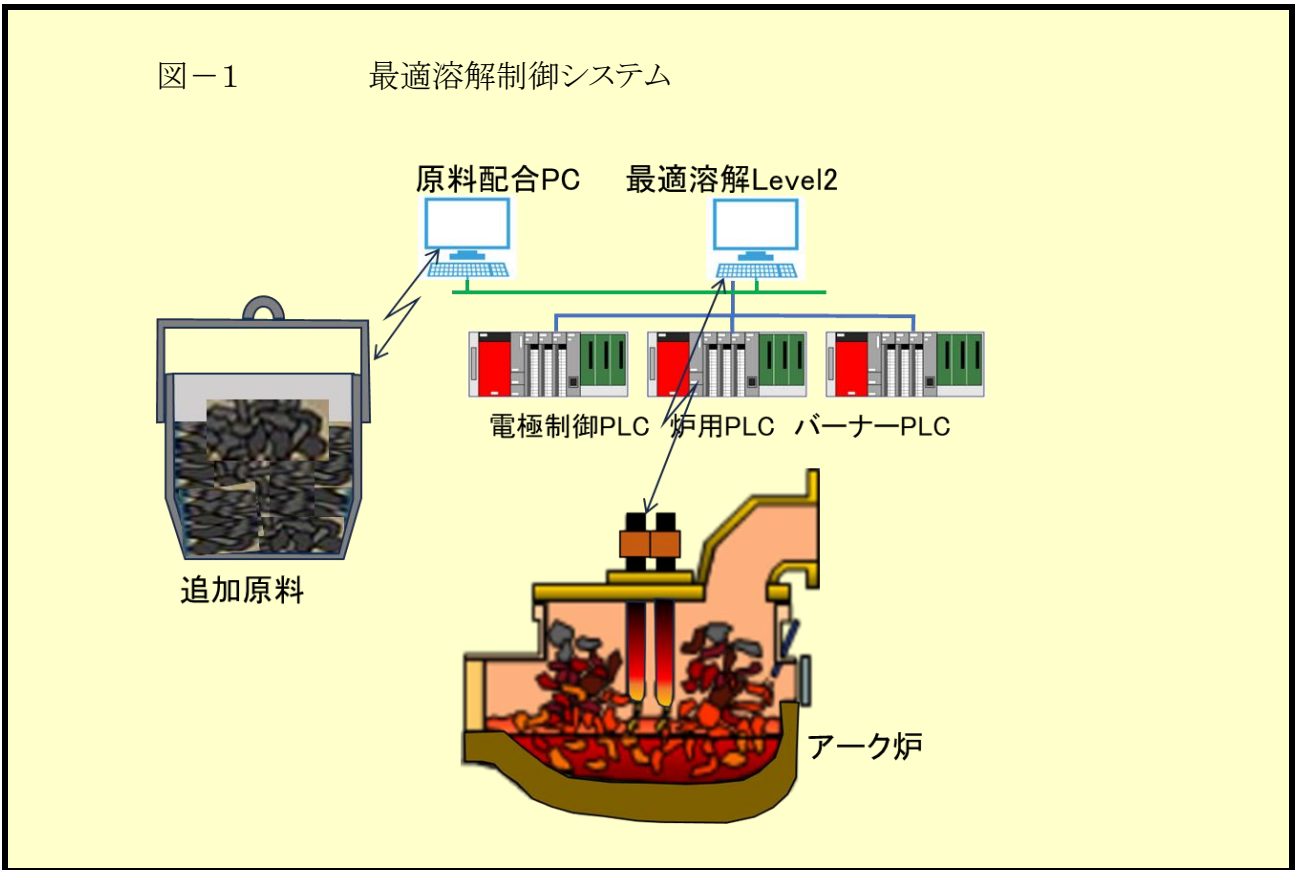 図－1　最適溶解制御システム
原料配合PC　最適溶解Level2
電極制御PLC　炉用PLC　バーナーPLC
追加原料
アーク炉